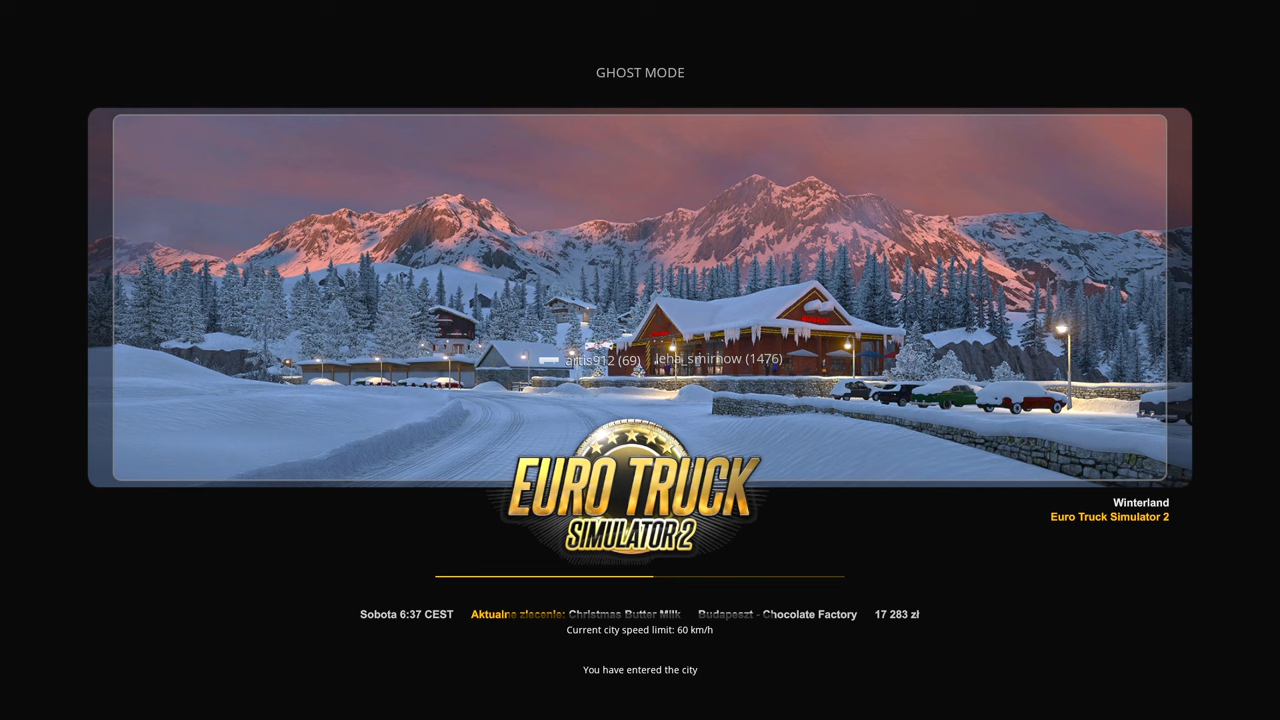 GHOST MODE
artis912 (69)
leha_smirnow (1476)
EURO TRUCK
SIMULATOR 2
Winterland
Euro Truck Simulator 2
Sobota 6:37 CEST Aktualne zlecenie: Christmas Butter Milk Budapeszt - Chocolate Factory 17 283 zł
Current city speed limit: 60 km/h
You have entered the city